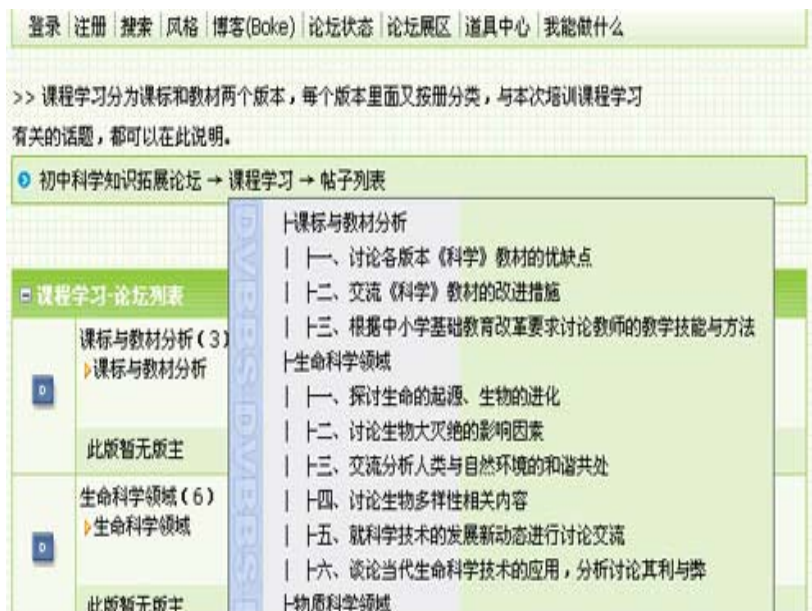 登录 | 注册 | 搜索 | 风格 | 博客(Boke) | 论坛状态 | 论坛展区 | 道具中心 | 我能做什么
>> 课程学习分为课标和教材两个版本，每个版本里面又按册分类，与本次培训课程学习
有关的话题，都可以在此说明。
初中科学知识拓展论坛 → 课程学习 → 帖子列表
├课标与教材分析
│ ├一、讨论各版本《科学》教材的优缺点
│ ├二、交流《科学》教材的改进措施
│ ├三、根据中小学基础教育改革要求讨论教师的教学技能与方法
├生命科学领域
│ ├一、探讨生命的起源、生物的进化
│ ├二、讨论生物大灭绝的影响因素
│ ├三、交流分析人类与自然环境的和谐共处
│ ├四、讨论生物多样性相关内容
│ ├五、就科学技术的发展新动态进行讨论交流
│ ├六、谈论当代生命科学技术的应用，分析讨论其利与弊
├物质科学领域
DVBBS DVBBS
课程学习-论坛列表
课标与教材分析(3)
课标与教材分析
此版暂无版主
生命科学领域(6)
生命科学领域
此版暂无版主